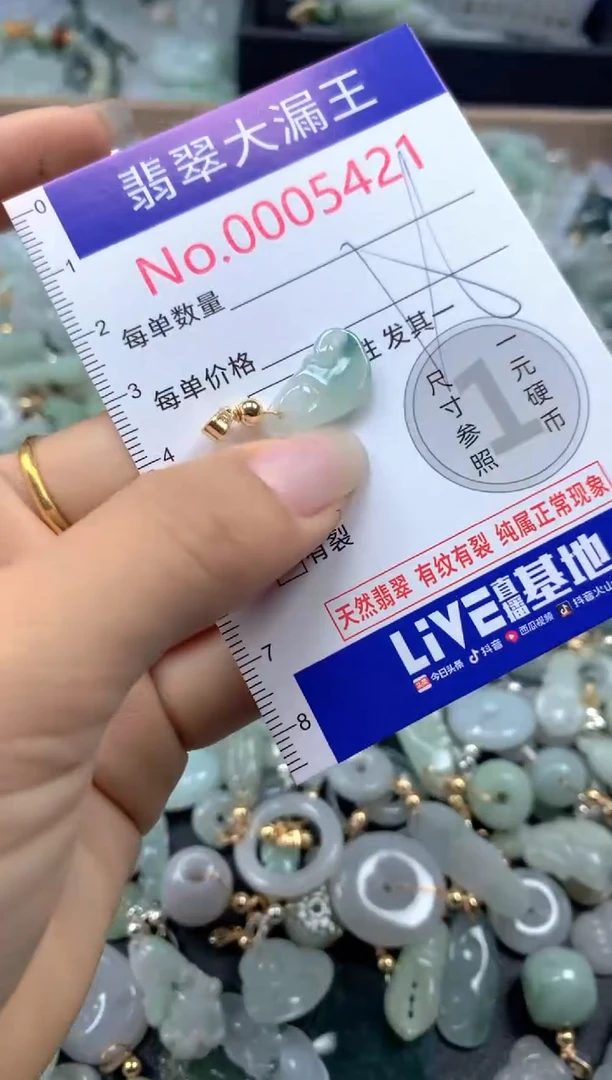 翡翠大漏王
No.0005421
每单数量
每单价格
发其一
有裂
一元硬币
1
尺寸参照
天然翡翠 有纹有裂 纯属正常现象
LiVE直播基地
今日头条 抖音 西瓜视频 抖音火山
0
1
2
3
4
7
8